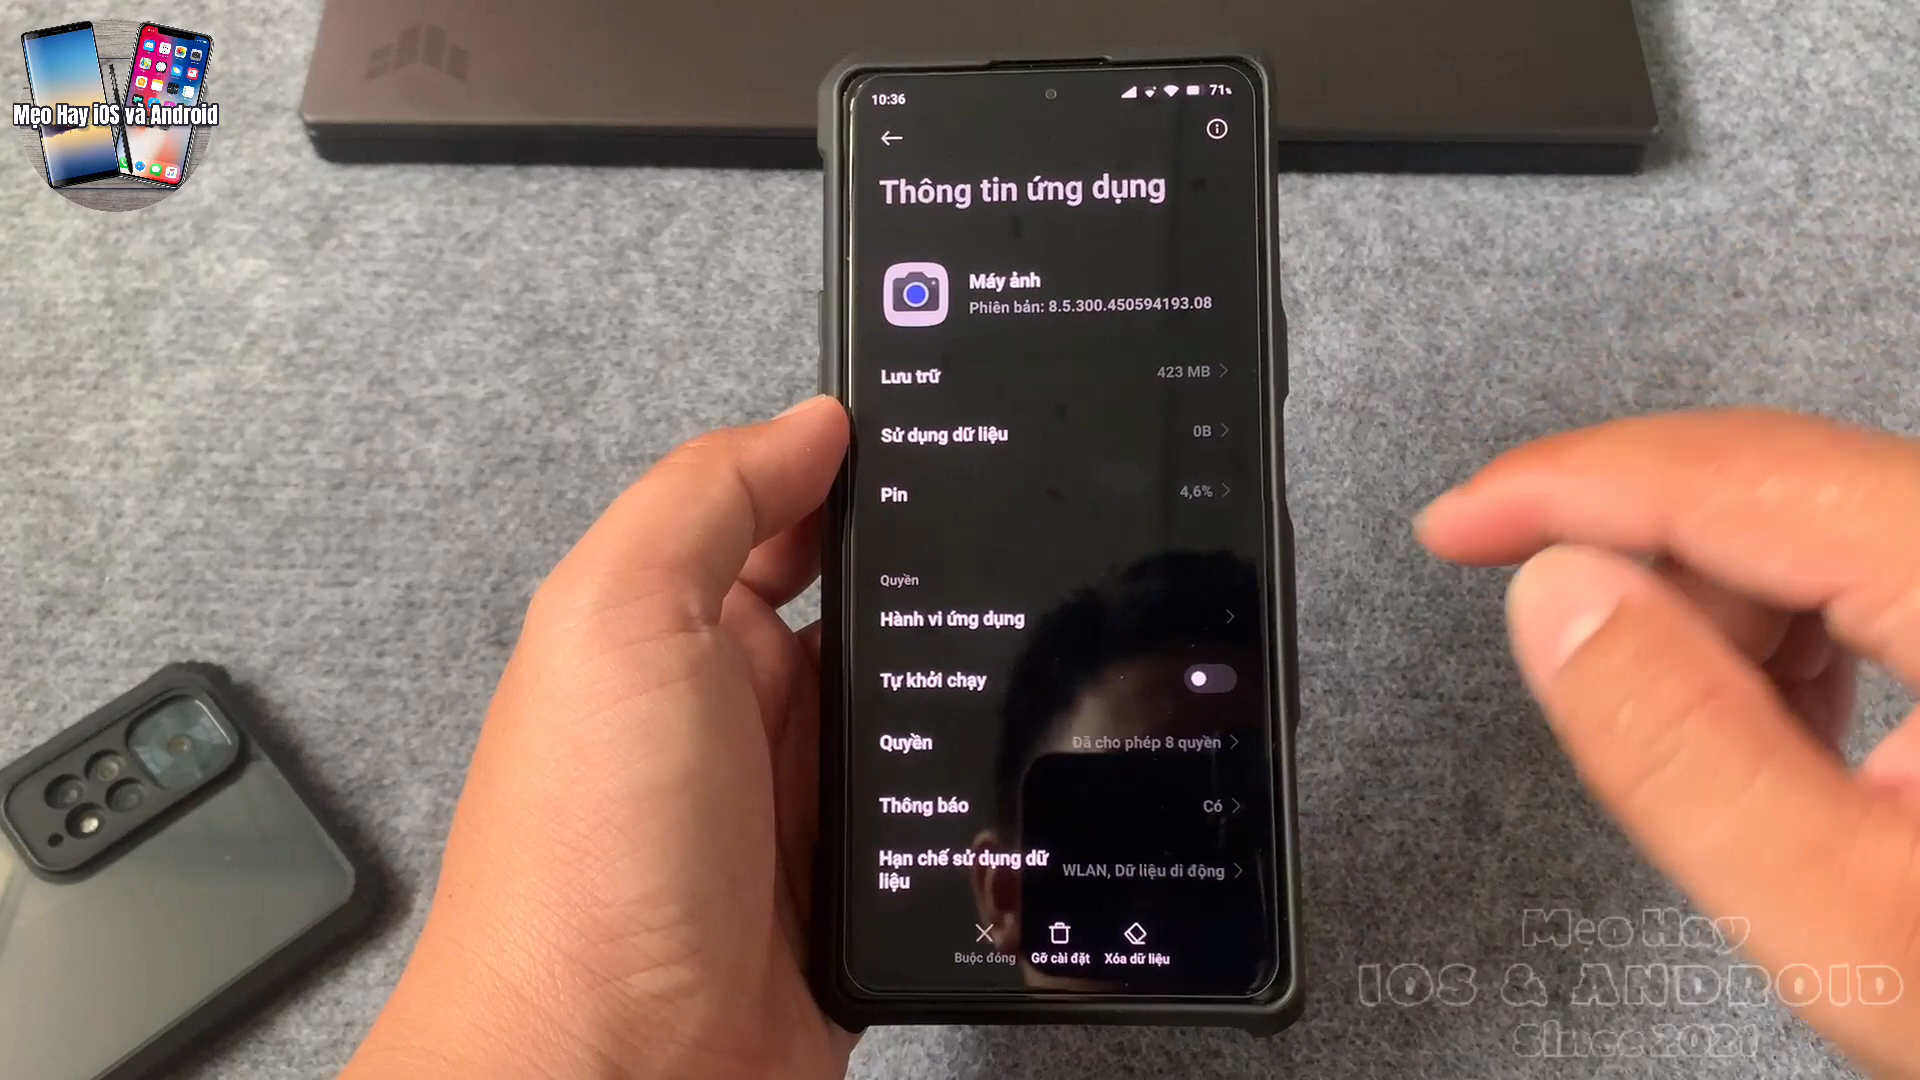 Mẹo Hay iOS và Android
10:36
71%
Thông tin ứng dụng
Máy ảnh
Phiên bản: 8.5.300.450594193.08
Lưu trữ
423 MB
Sử dụng dữ liệu
0B
Pin
4,6%
Quyền
Hành vi ứng dụng
Tự khởi chạy
Quyền
Đã cho phép 8 quyền
Thông báo
Có
Hạn chế sử dụng dữ
liệu
WLAN, Dữ liệu di động
Buộc đóng
Gỡ cài đặt
Xóa dữ liệu
Mẹo Hay
IOS & ANDROID
Since 2021